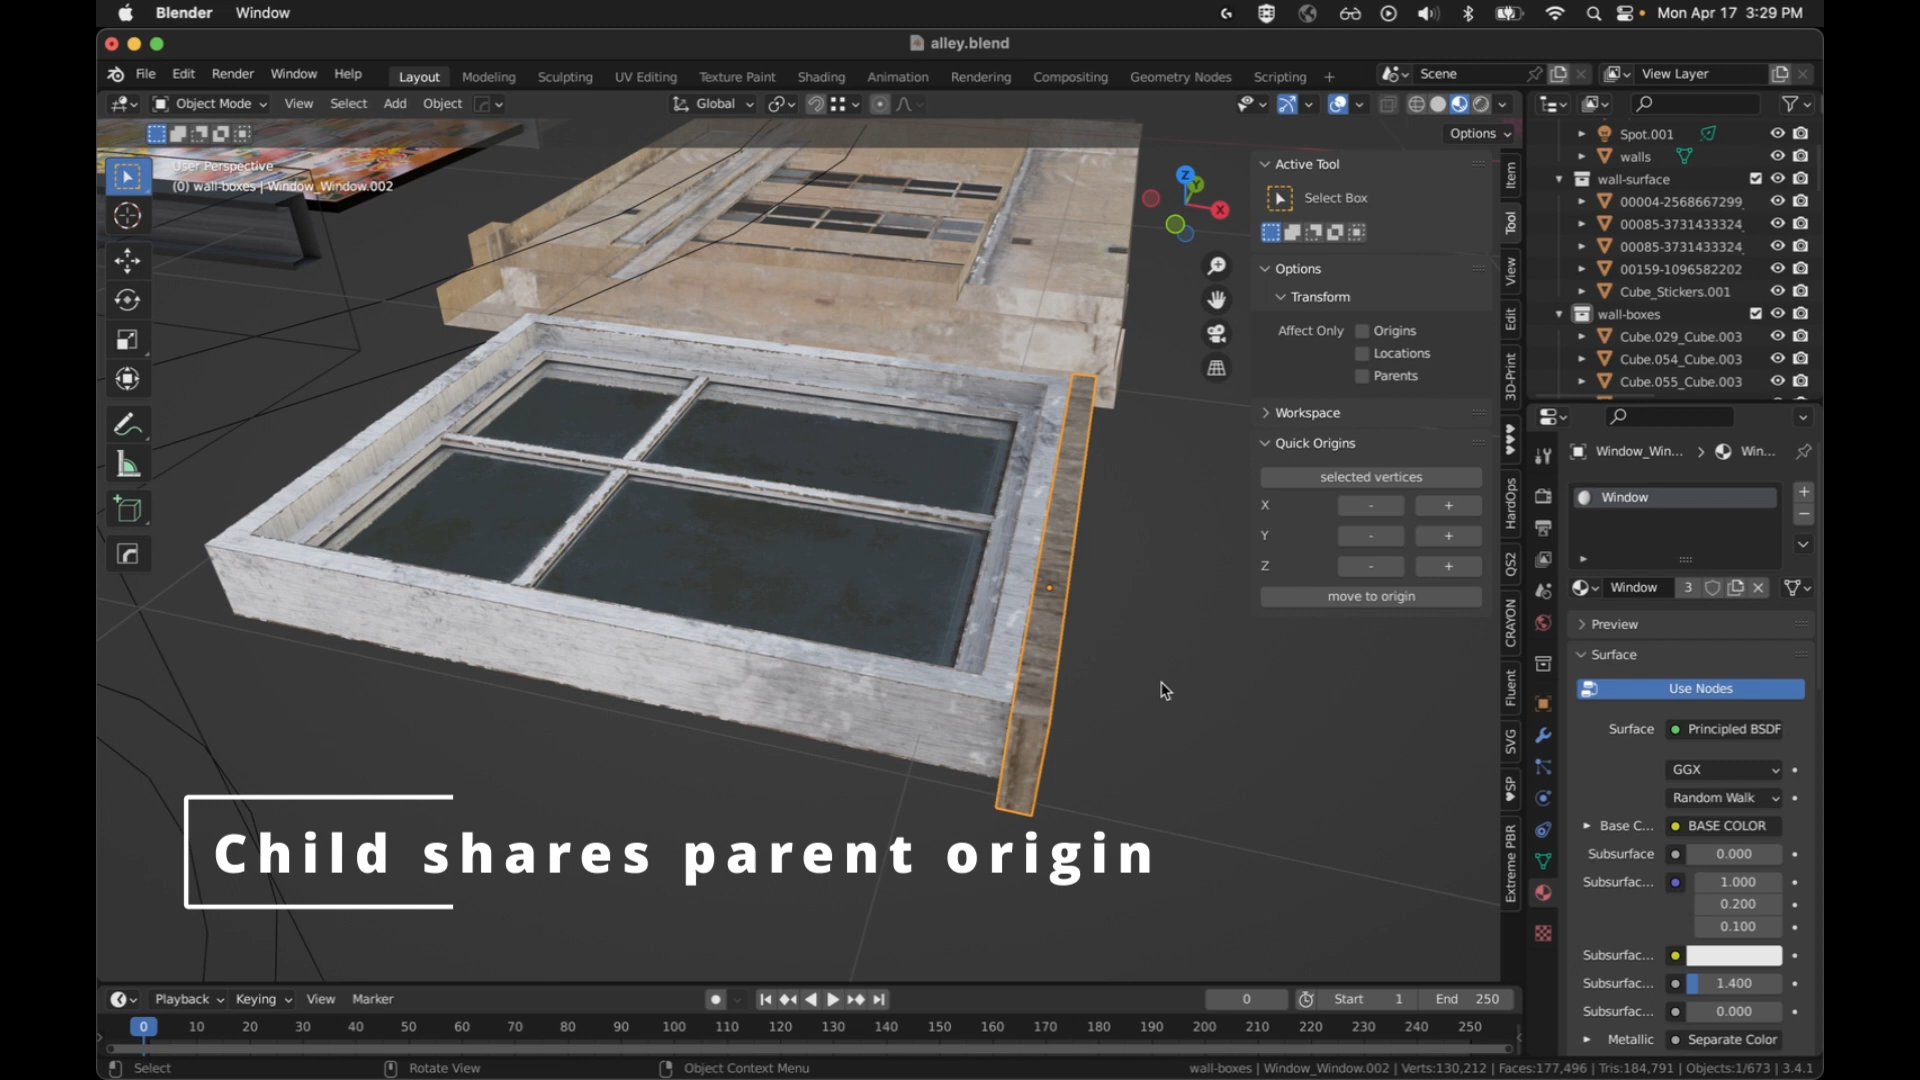 Blender Window
Mon Apr 17 3:29 PM
alley.blend
File Edit Render Window Help
Layout Modeling Sculpting UV Editing Texture Paint Shading Animation Rendering Compositing Geometry Nodes Scripting +
Scene
View Layer
Object Mode View Select Add Object
Global
Options
User Perspective
(0) wall-boxes | Window_Window.002
Z
Y
X
Active Tool
Select Box
Options
Transform
Affect Only Origins
Locations
Parents
Workspace
Quick Origins
selected vertices
X - +
Y - +
Z - +
move to origin
Item
Tool
View
Edit
3D-Print
♥♥♥
HardOps
QS2
CRAYON
Fluent
SVG
♥SP
Extreme PBR
Spot.001
walls
wall-surface
00004-2568667299
00085-3731433324
00085-3731433324
00159-1096582202
Cube_Stickers.001
wall-boxes
Cube.029_Cube.003
Cube.054_Cube.003
Cube.055_Cube.003
Window_Win... > Win...
Window
Window 3
Preview
Surface
Use Nodes
Surface Principled BSDF
GGX
Random Walk
Base C... BASE COLOR
Subsurface 0.000
Subsurfac... 1.000
0.200
0.100
Subsurfac...
Subsurfac... 1.400
Subsurfac... 0.000
Metallic Separate Color
Child shares parent origin
Playback Keying View Marker
0 Start 1 End 250
0 10 20 30 40 50 60 70 80 90 100 110 120 130 140 150 160 170 180 190 200 210 220 230 240 250
Select Rotate View Object Context Menu
wall-boxes | Window_Window.002 | Verts:130,212 | Faces:177,496 | Tris:184,791 | Objects:1/673 | 3.4.1